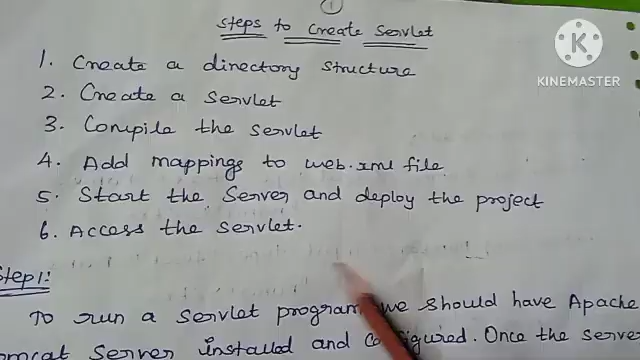 1
Steps to Create Servlet
1. Create a directory structure
2. Create a Servlet
3. Compile the Servlet
4. Add mappings to web.xml file
5. Start the Server and deploy the project
6. Access the Servlet.
Step1:
To run a Servlet program, we should have Apache
Tomcat Server installed and configured. Once the server
K
KINEMASTER